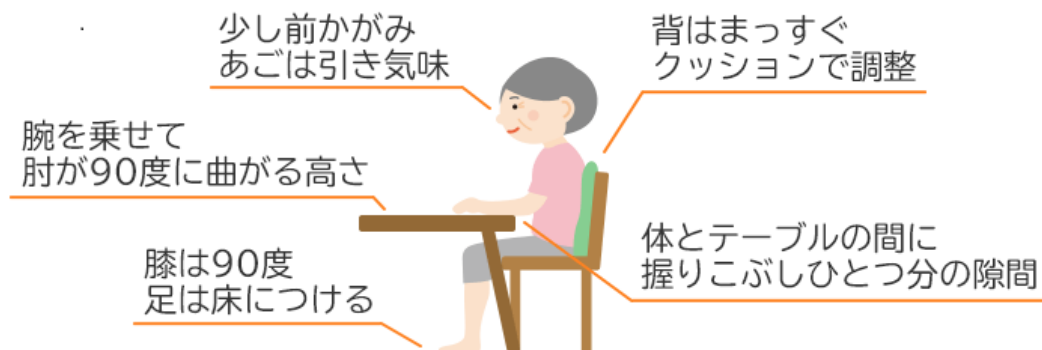 少し前かがみ
あごは引き気味
背はまっすぐ
クッションで調整
腕を乗せて
肘が90度に曲がる高さ
体とテーブルの間に
握りこぶしひとつ分の隙間
膝は90度
足は床につける